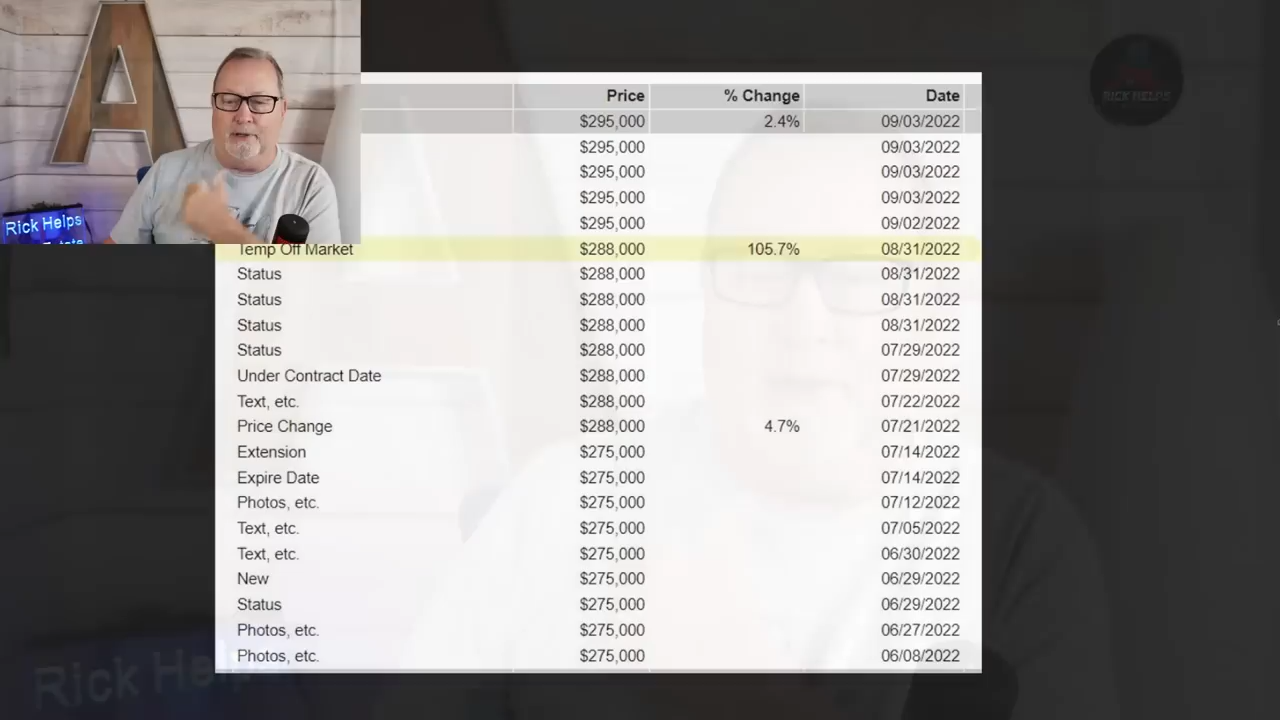 Price % Change Date
$295,000 2.4% 09/03/2022
$295,000 09/03/2022
$295,000 09/03/2022
$295,000 09/03/2022
$295,000 09/02/2022
Temp Off Market $288,000 105.7% 08/31/2022
Status $288,000 08/31/2022
Status $288,000 08/31/2022
Status $288,000 08/31/2022
Status $288,000 07/29/2022
Under Contract Date $288,000 07/29/2022
Text, etc. $288,000 07/22/2022
Price Change $288,000 4.7% 07/21/2022
Extension $275,000 07/14/2022
Expire Date $275,000 07/14/2022
Photos, etc. $275,000 07/12/2022
Text, etc. $275,000 07/05/2022
Text, etc. $275,000 06/30/2022
New $275,000 06/29/2022
Status $275,000 06/29/2022
Photos, etc. $275,000 06/27/2022
Photos, etc. $275,000 06/08/2022
A
Rick Helps
RICK HELPS
Rick Helps